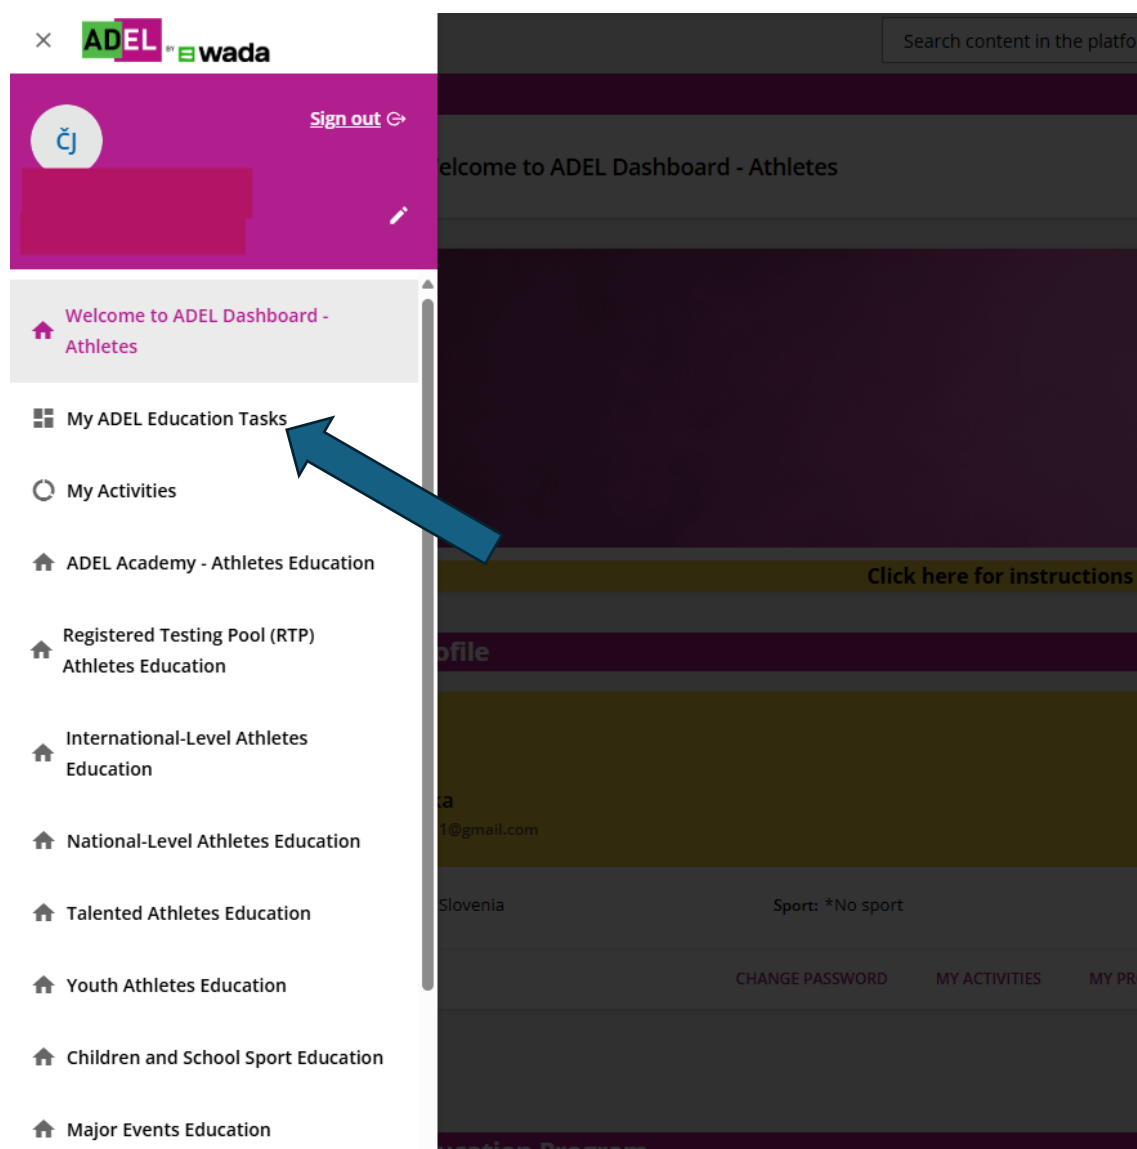 ADEL BY wada
Search content in the
Sign out
ČJ
ADEL Dashboard - Athletes
to
Welcome to ADEL Dashboard -
Athletes
My ADEL Education Tasks
My Activities
ADEL Academy - Athletes Education
Click here for instructions
Registered Testing Pool (RTP)
Athletes Education
International-Level Athletes
Education
1@gmail.com
National-Level Athletes Education
Talented Athletes Education
Slovenia
Sport: *No sport
CHANGE PASSWORD
MY ACTIVITIES
MY
Youth Athletes Education
Children and School Sport Education
Major Events Education